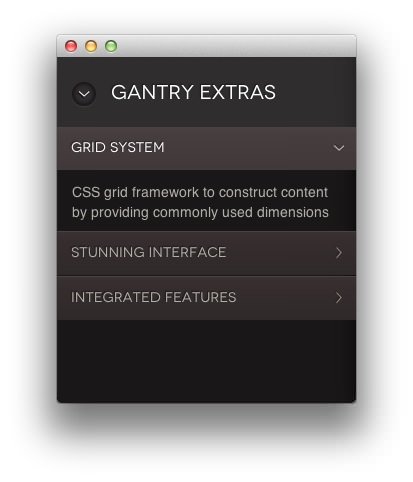 GANTRY EXTRAS
GRID SYSTEM
CSS grid framework to construct content
by providing commonly used dimensions
STUNNING INTERFACE
INTEGRATED FEATURES